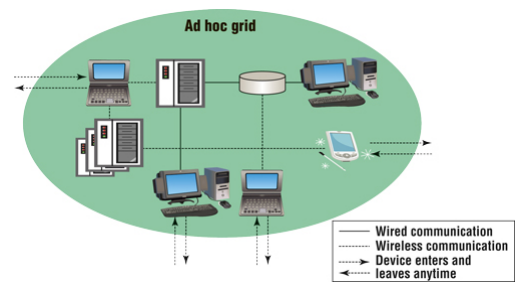 Ad hoc grid
Wired communication
Wireless communication
Device enters and
leaves anytime